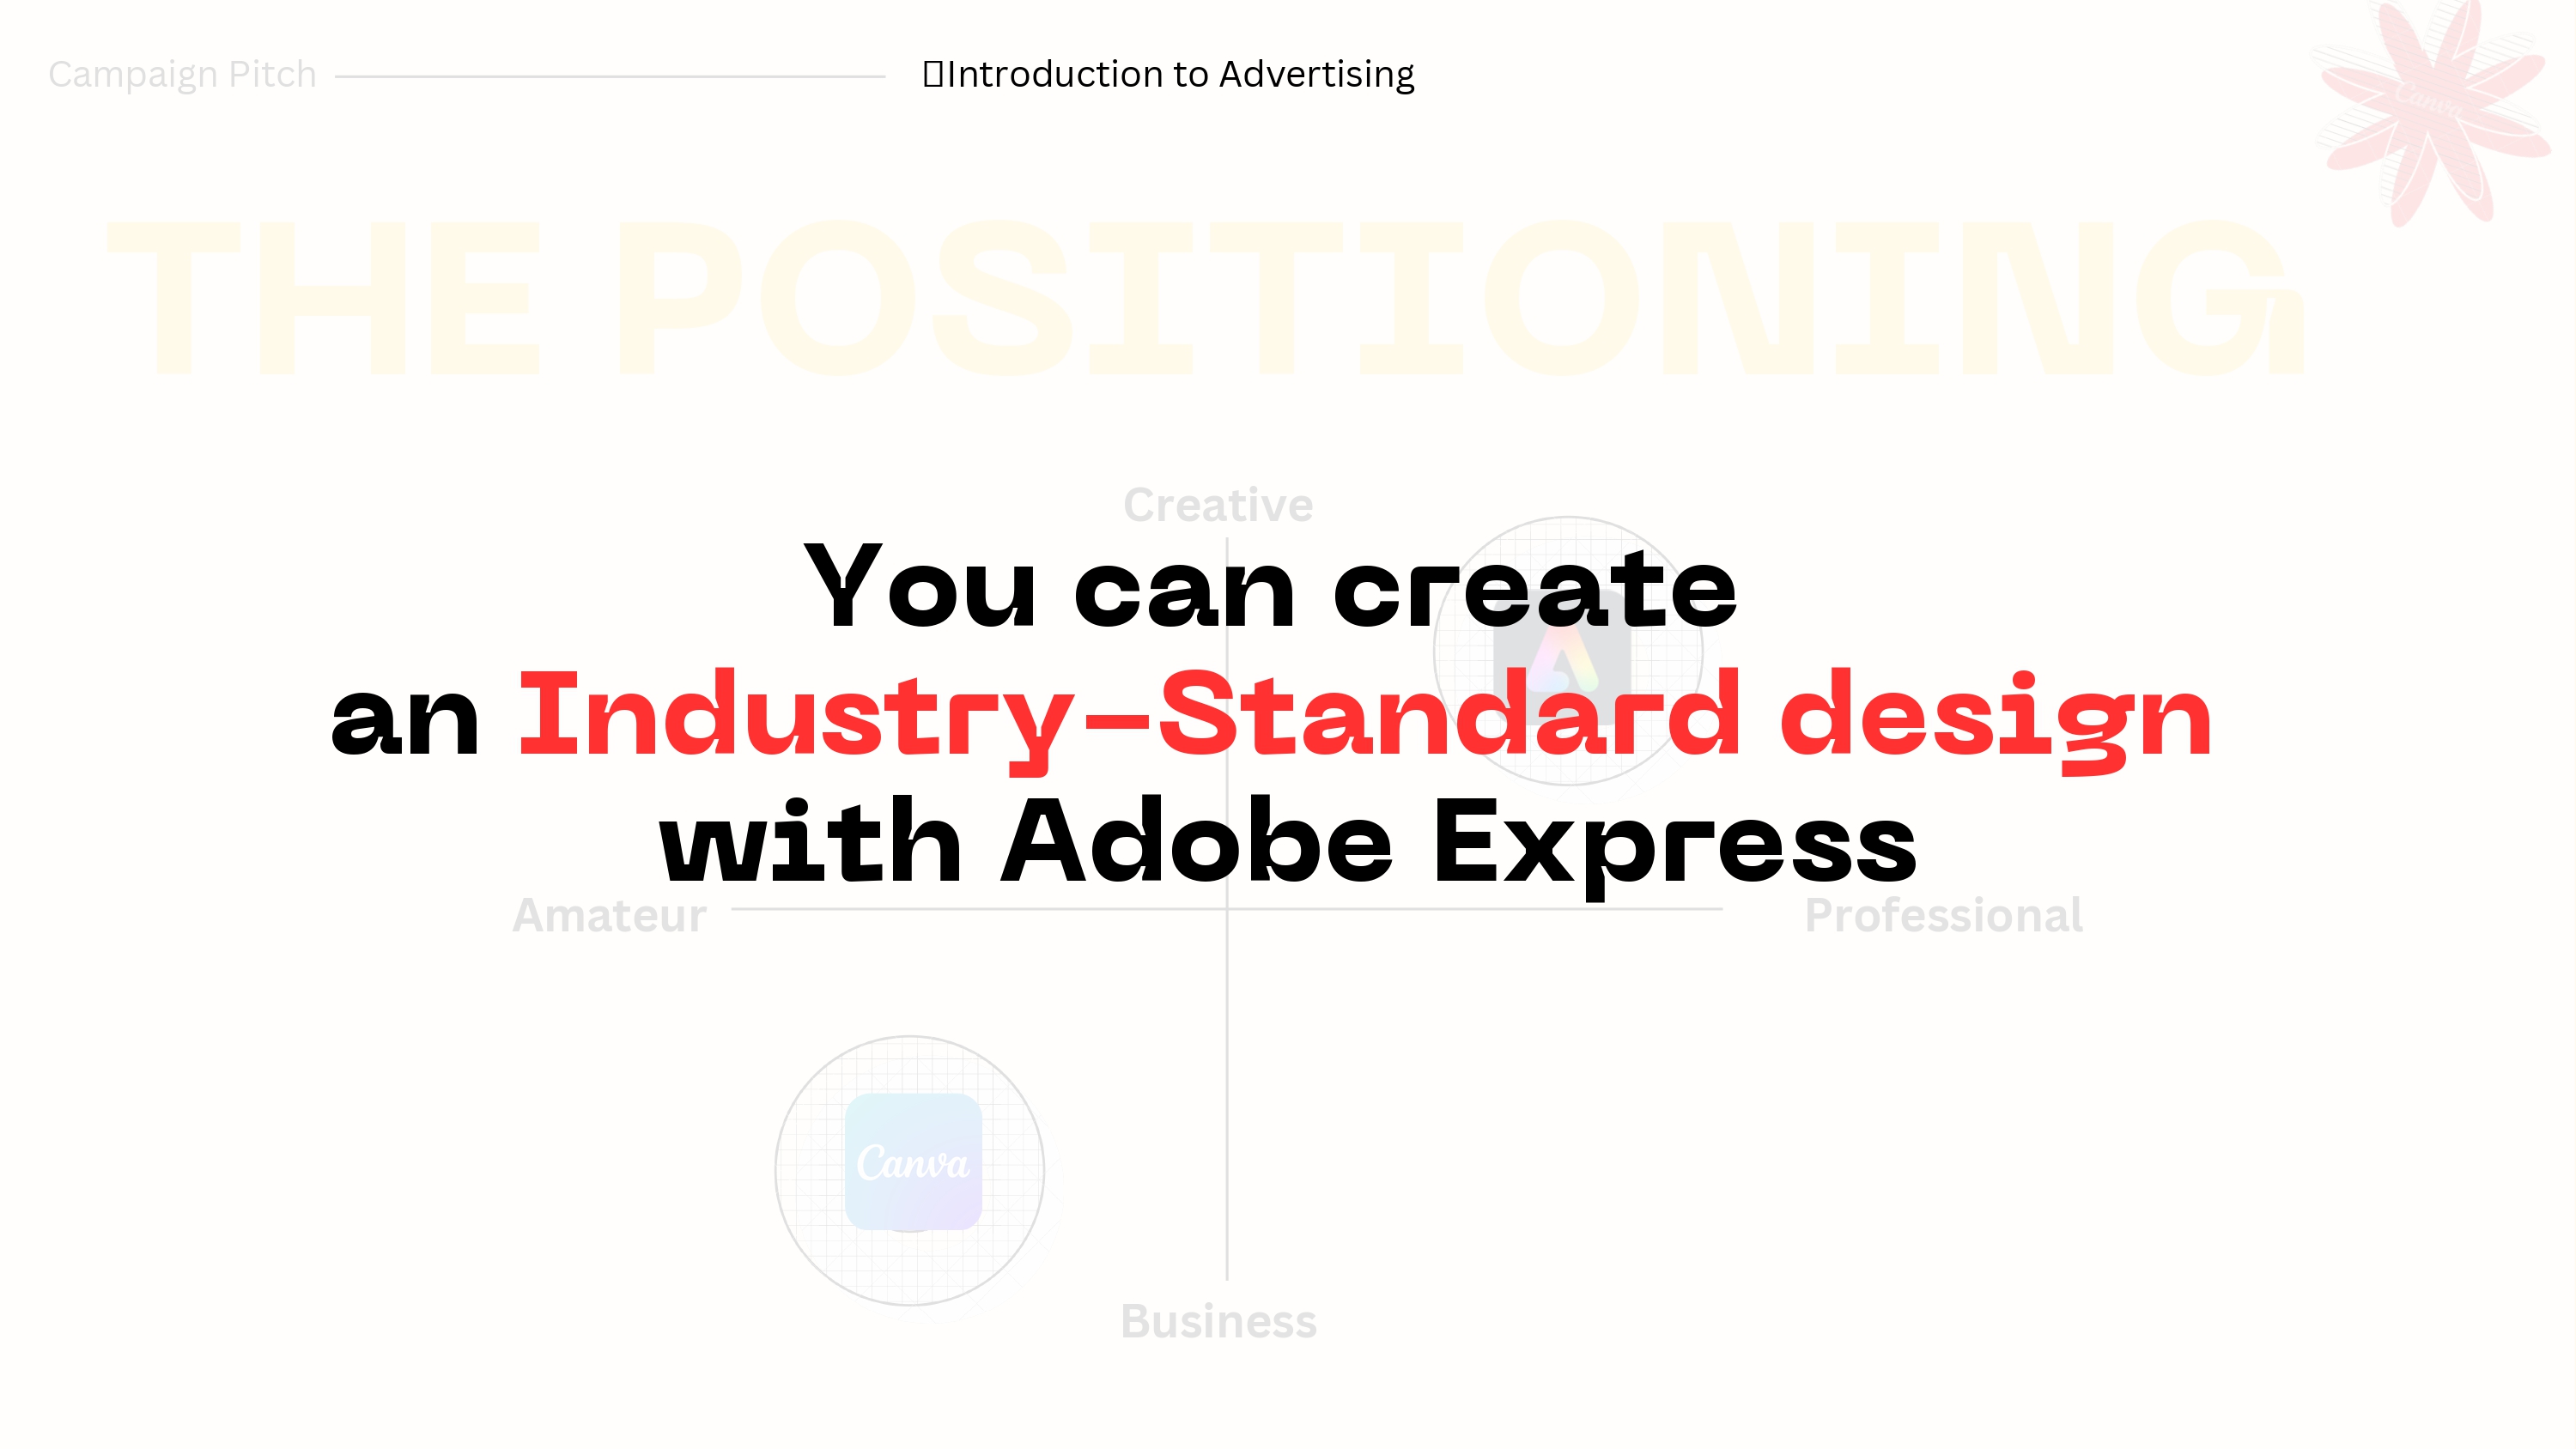 Campaign Pitch
Introduction to Advertising
Canva
THE POSITIONING
Creative
You can create
an Industry-Standard design
with Adobe Express
Amateur
Professional
Canva
Business